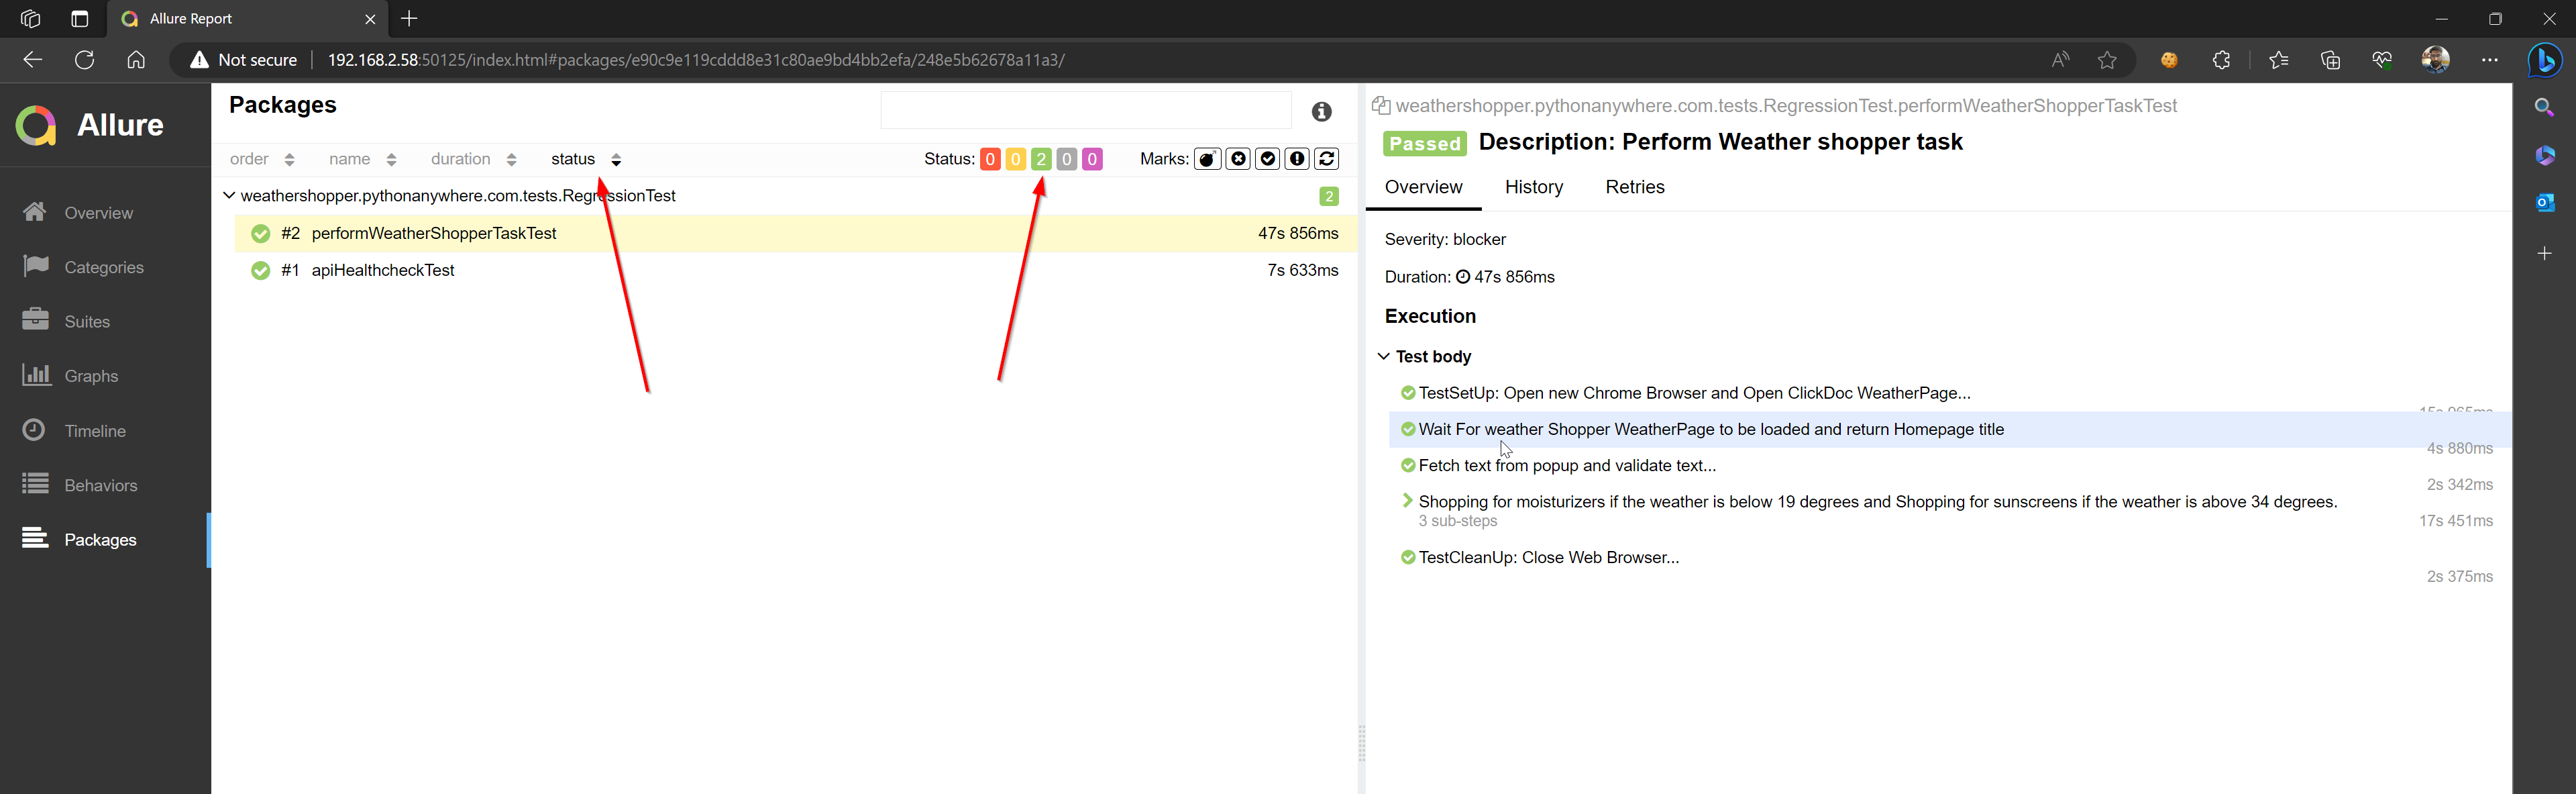 Allure Report
Not secure
192.168.2.58:50125/index.html#packages/e90c9e119cddd8e31c80ae9bd4bb2efa/248e5b62678a11a3/
Allure
Overview
Categories
Suites
Graphs
Timeline
Behaviors
Packages
Packages
order name duration status Status: 0 0 2 0 0 Marks:
weathershopper.pythonanywhere.com.tests.RegressionTest 2
#2 performWeatherShopperTaskTest 47s 856ms
#1 apiHealthcheckTest 7s 633ms
weathershopper.pythonanywhere.com.tests.RegressionTest.performWeatherShopperTaskTest
Passed Description: Perform Weather shopper task
Overview History Retries
Severity: blocker
Duration: 47s 856ms
Execution
Test body
TestSetUp: Open new Chrome Browser and Open ClickDoc WeatherPage...
Wait For weather Shopper WeatherPage to be loaded and return Homepage title
4s 880ms
Fetch text from popup and validate text...
2s 342ms
Shopping for moisturizers if the weather is below 19 degrees and Shopping for sunscreens if the weather is above 34 degrees.
3 sub-steps 17s 451ms
TestCleanUp: Close Web Browser...
2s 375ms